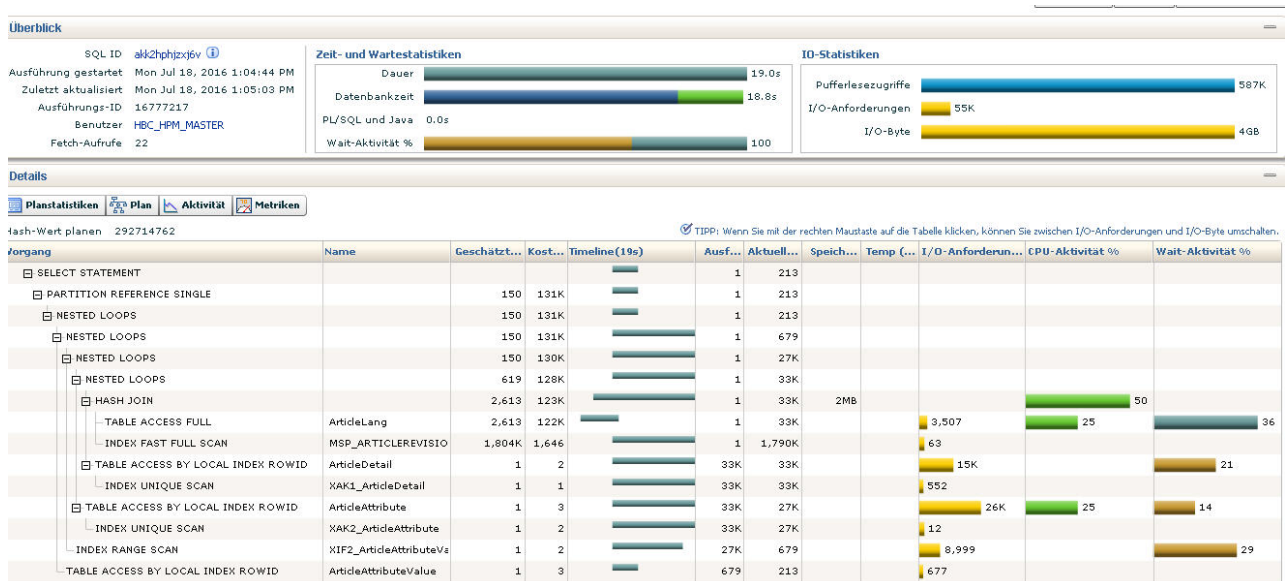 Überblick
SQL ID akk2hphjzxj6v
Ausführung gestartet Mon Jul 18, 2016 1:04:44 PM
Zuletzt aktualisiert Mon Jul 18, 2016 1:05:03 PM
Ausführungs-ID 16777217
Benutzer HBC_HPM_MASTER
Fetch-Aufrufe 22
Zeit- und Wartestatistiken
Dauer 19.0s
Datenbankzeit 18.8s
PL/SQL und Java 0.0s
Wait-Aktivität % 100
IO-Statistiken
Pufferlesezugriffe 587K
I/O-Anforderungen 55K
I/O-Byte 4GB
Details
Planstatistiken Plan Aktivität Metriken
Hash-Wert planen 292714762
TIPP: Wenn Sie mit der rechten Maustaste auf die Tabelle klicken, können Sie zwischen I/O-Anforderungen und I/O-Byte umschalten.
Vorgang Name Geschätzt... Kost... Timeline(19s) Ausf... Aktuell... Speich... Temp (... I/O-Anforderun... CPU-Aktivität % Wait-Aktivität %
SELECT STATEMENT 1 213
PARTITION REFERENCE SINGLE 150 131K 1 213
NESTED LOOPS 150 131K 1 213
NESTED LOOPS 150 131K 1 679
NESTED LOOPS 150 130K 1 27K
NESTED LOOPS 619 128K 1 33K
HASH JOIN 2,613 123K 1 33K 2MB 50
TABLE ACCESS FULL ArticleLang 2,613 122K 1 33K 3,507 25 36
INDEX FAST FULL SCAN MSP_ARTICLEREVISIO 1,804K 1,646 1 1,790K 63
TABLE ACCESS BY LOCAL INDEX ROWID ArticleDetail 1 2 33K 33K 15K 21
INDEX UNIQUE SCAN XAK1_ArticleDetail 1 1 33K 33K 552
TABLE ACCESS BY LOCAL INDEX ROWID ArticleAttribute 1 3 33K 27K 26K 25 14
INDEX UNIQUE SCAN XAK2_ArticleAttribute 1 2 33K 27K 12
INDEX RANGE SCAN XIF2_ArticleAttributeVa 1 2 27K 679 8,999 29
TABLE ACCESS BY LOCAL INDEX ROWID ArticleAttributeValue 1 3 679 213 677